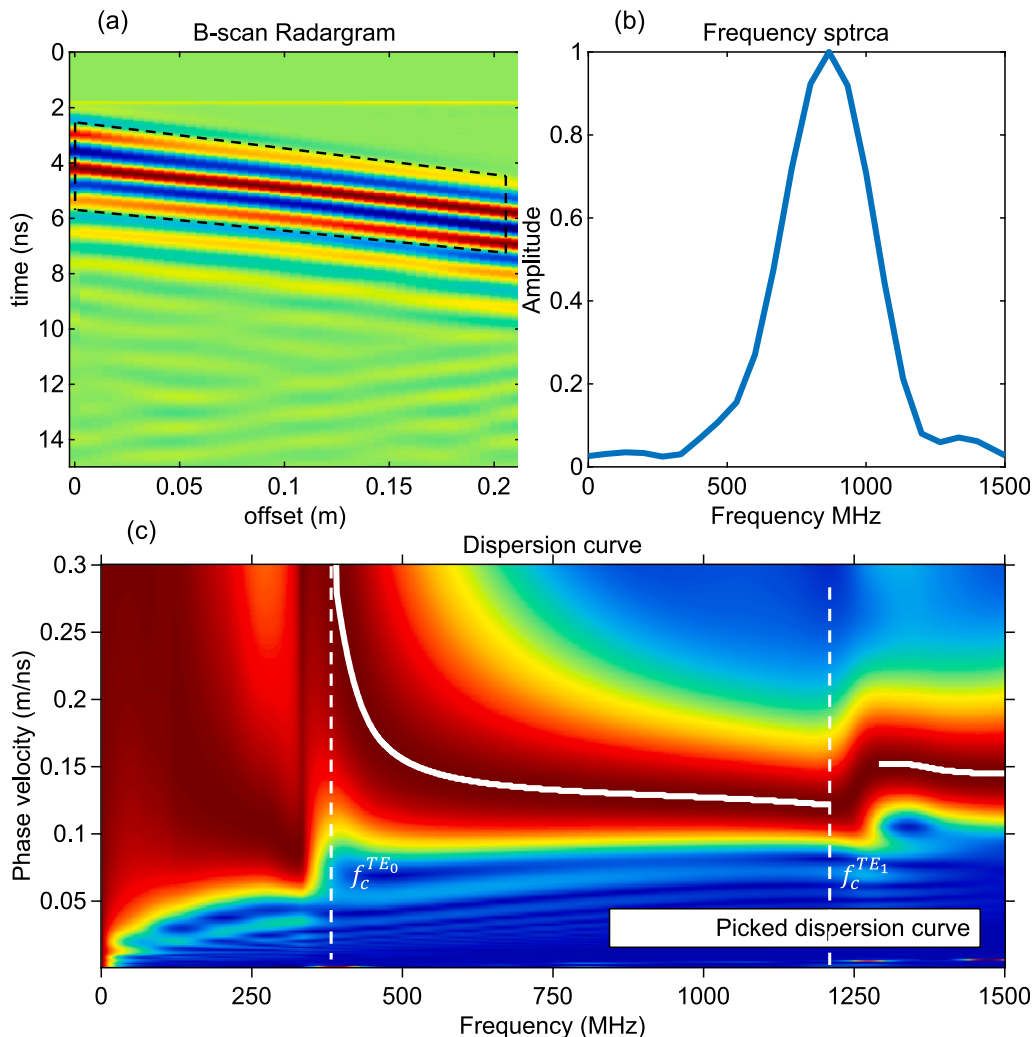 (a)
B-scan Radargram
0
2
4
6
8
10
12
14
time (ns)
0
0.05
0.1
0.15
0.2
offset (m)
(b)
Frequency sptrca
1
0.8
0.6
0.4
0.2
0
Amplitude
0
500
1000
1500
Frequency MHz
(c)
Dispersion curve
0.3
0.25
0.2
0.15
0.1
0.05
Phase velocity (m/ns)
f_c^{TE_0}
f_c^{TE_1}
Picked dispersion curve
0
250
500
750
1000
1250
1500
Frequency (MHz)